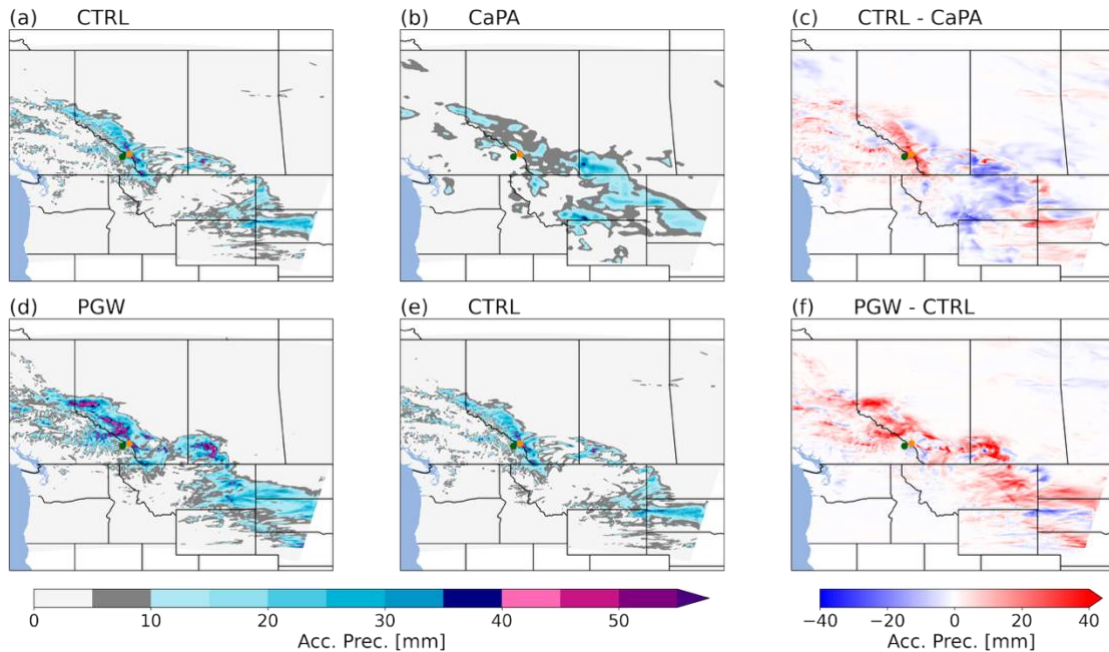 (a) CTRL
(b) CaPA
(c) CTRL - CaPA
(d) PGW
(e) CTRL
(f) PGW - CTRL
0 10 20 30 40 50
Acc. Prec. [mm]
−40 −20 0 20 40
Acc. Prec. [mm]